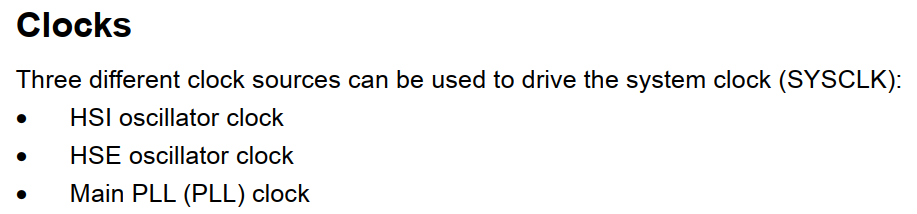 Clocks
Three different clock sources can be used to drive the system clock (SYSCLK):
• HSI oscillator clock
• HSE oscillator clock
• Main PLL (PLL) clock